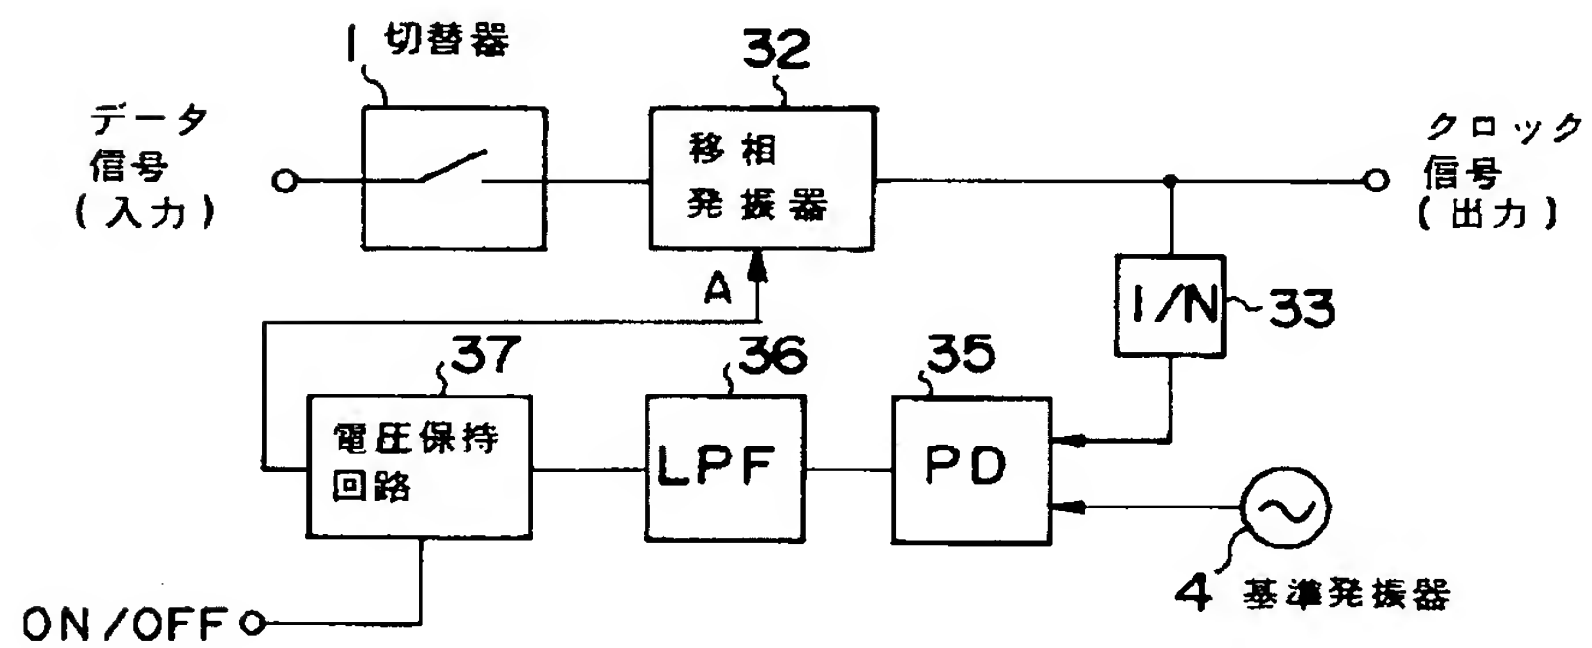 1 切替器
32
データ
信号
(入力)
移相
発振器
クロック
信号
(出力)
A
1/N
33
37
36
35
電圧保持
回路
LPF
PD
4 基準発振器
ON/OFF